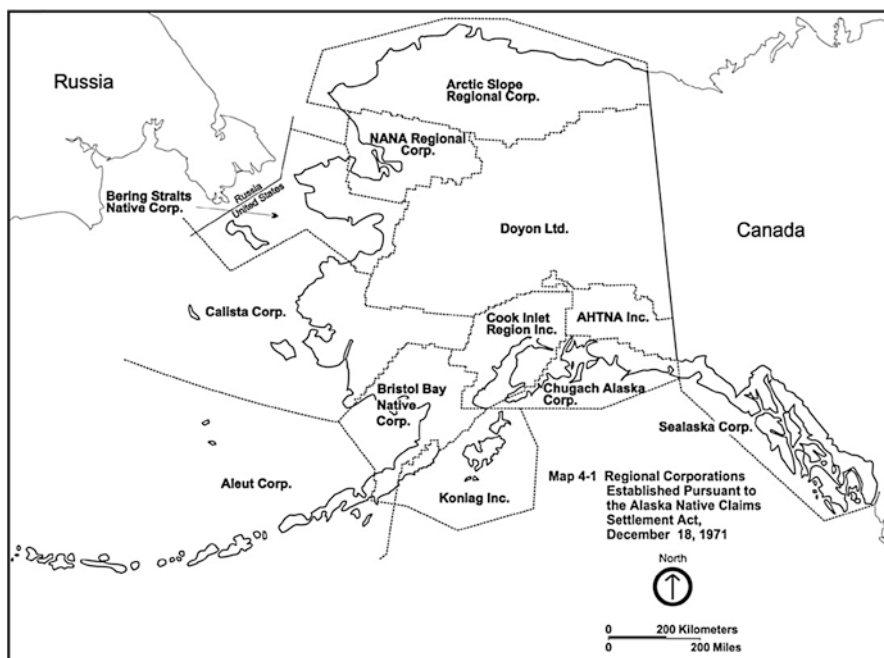 Russia
Arctic Slope
Regional Corp.
NANA Regional
Corp.
Bering Straits
Native Corp.
Russia
United States
Doyon Ltd.
Canada
Calista Corp.
Cook Inlet
Region Inc.
AHTNA Inc.
Bristol Bay
Native
Corp.
Chugach Alaska
Corp.
Sealaska Corp.
Aleut Corp.
Koniag Inc.
Map 4-1 Regional Corporations
Established Pursuant to
the Alaska Native Claims
Settlement Act,
December 18, 1971
North
0 200 Kilometers
0 200 Miles